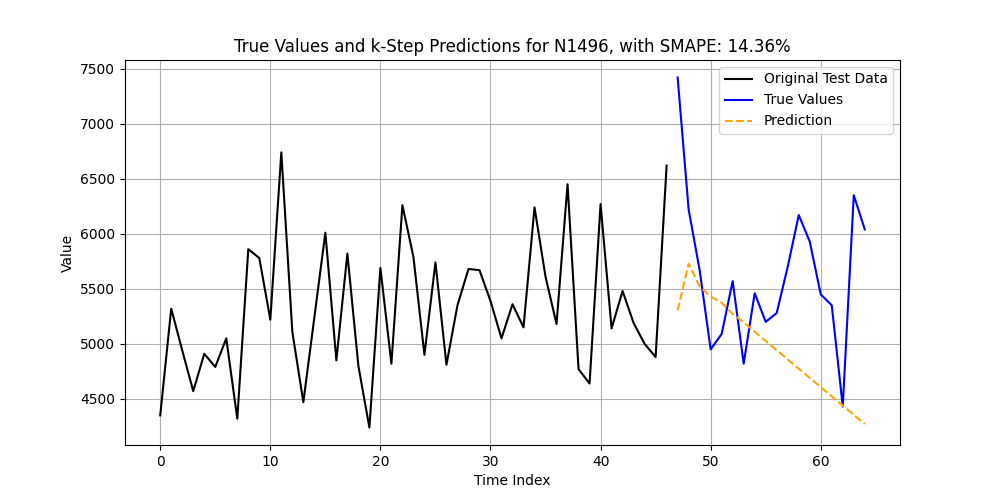 True Values and k-Step Predictions for N1496, with SMAPE: 14.36%
Original Test Data
True Values
Prediction
7500
7000
6500
6000
5500
5000
4500
Value
0 10 20 30 40 50 60
Time Index